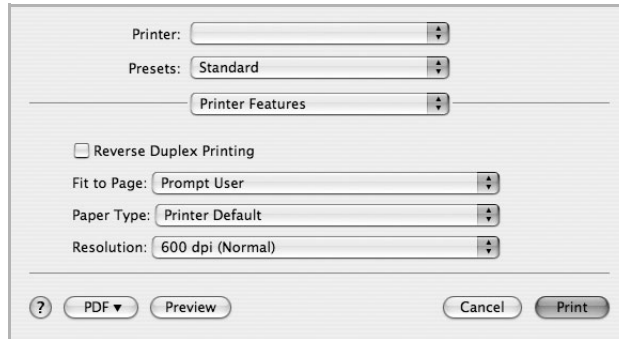 Printer:
Presets: Standard
Printer Features
Reverse Duplex Printing
Fit to Page: Prompt User
Paper Type: Printer Default
Resolution: 600 dpi (Normal)
? PDF ▼ Preview Cancel Print